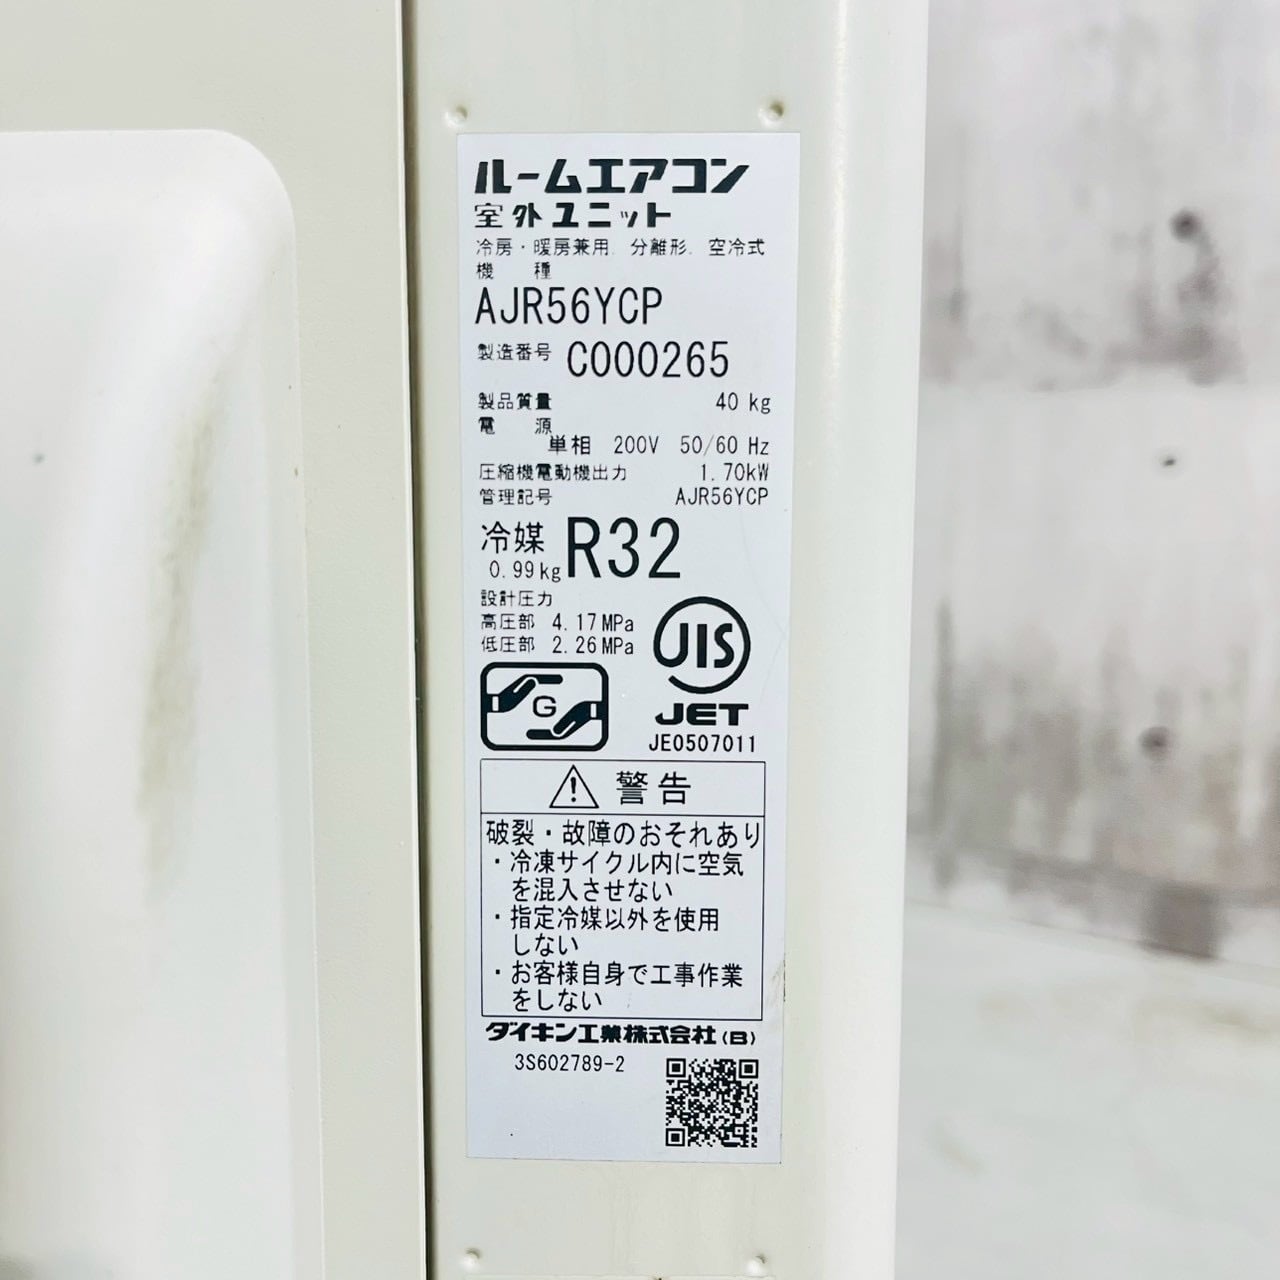 ルームエアコン
室外ユニット
冷房・暖房兼用. 分離形. 空冷式
機 種
AJR56YCP
製造番号 C000265
製品質量 40 kg
電 源
単相 200V 50/60 Hz
圧縮機電動機出力 1.70kW
管理記号 AJR56YCP
冷媒 R32
0.99kg
設計圧力
高圧部 4.17MPa
低圧部 2.26MPa
JIS
G
JET
JE0507011
警告
破裂・故障のおそれあり
・冷凍サイクル内に空気
を混入させない
・指定冷媒以外を使用
しない
・お客様自身で工事作業
をしない
ダイキン工業株式会社(B)
3S602789-2